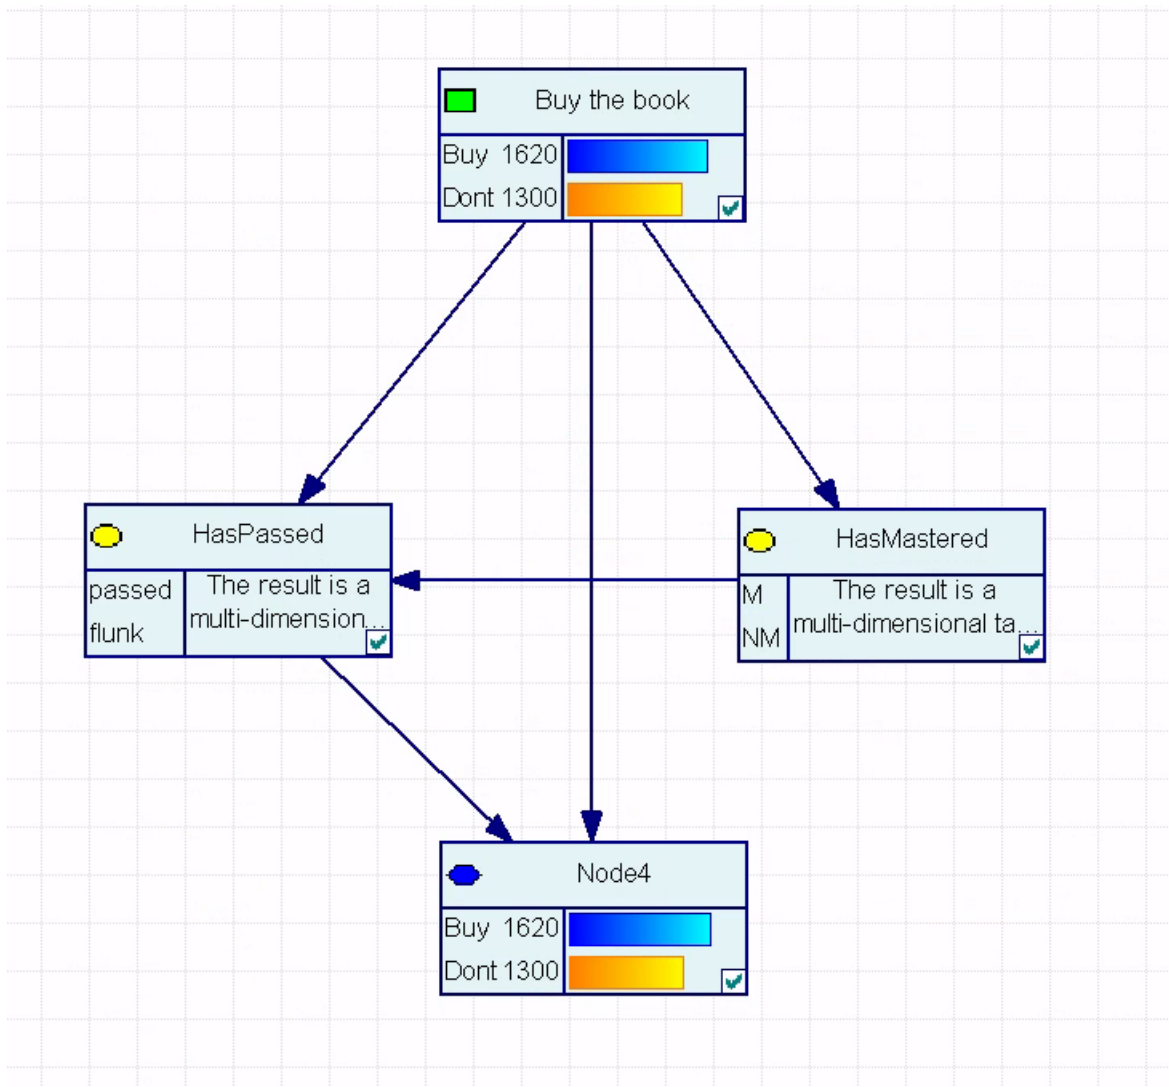 Buy the book
Buy 1620
Dont 1300
HasPassed
passed
flunk
The result is a
multi-dimension...
HasMastered
M
NM
The result is a
multi-dimensional ta...
Node4
Buy 1620
Dont 1300